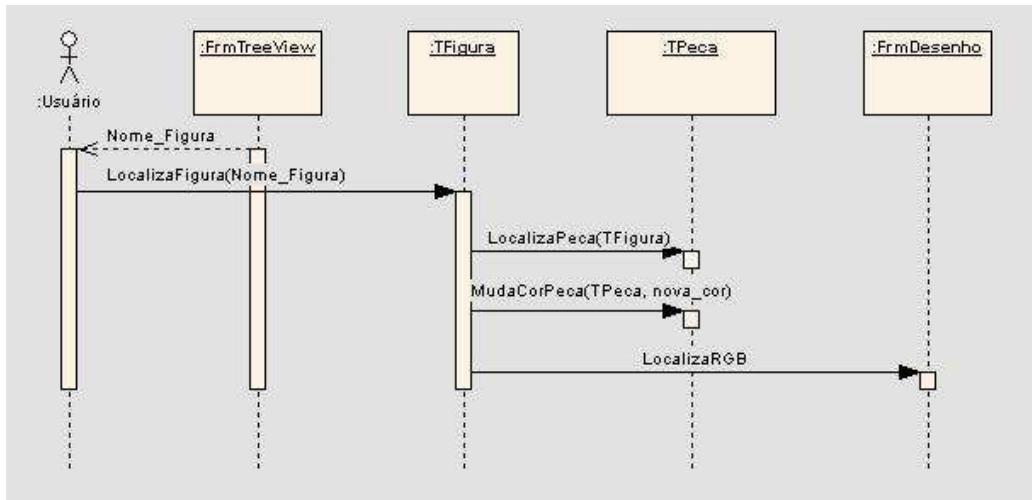 :FrmTreeView
:TFigura
:TPeca
:FrmDesenho
:Usuário
Nome_Figura
LocalizaFigura(Nome_Figura)
LocalizaPeca(TFigura)
MudaCorPeca(TPeca, nova_cor)
LocalizaRGB